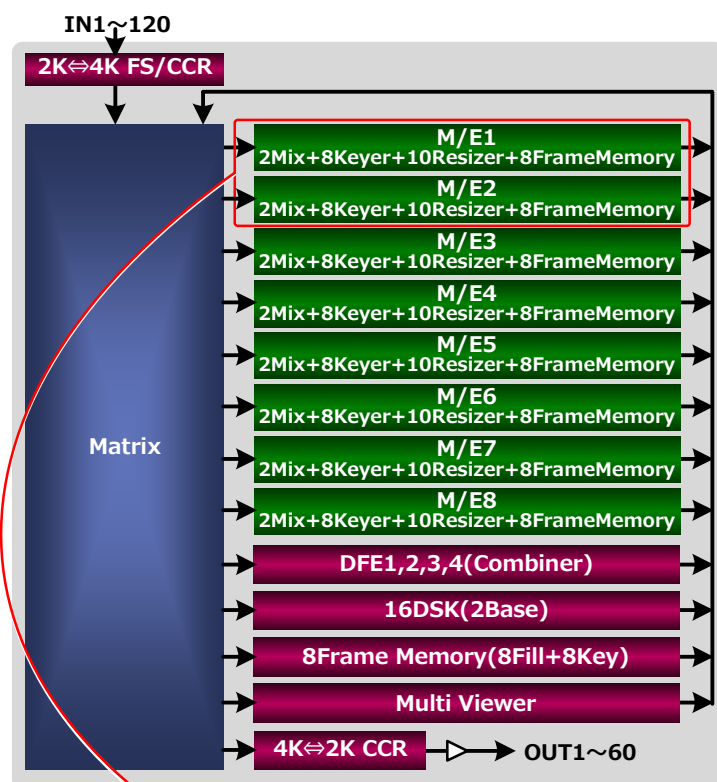 IN1～120
2K⇔4K FS/CCR
Matrix
M/E1
2Mix+8Keyer+10Resizer+8FrameMemory
M/E2
2Mix+8Keyer+10Resizer+8FrameMemory
M/E3
2Mix+8Keyer+10Resizer+8FrameMemory
M/E4
2Mix+8Keyer+10Resizer+8FrameMemory
M/E5
2Mix+8Keyer+10Resizer+8FrameMemory
M/E6
2Mix+8Keyer+10Resizer+8FrameMemory
M/E7
2Mix+8Keyer+10Resizer+8FrameMemory
M/E8
2Mix+8Keyer+10Resizer+8FrameMemory
DFE1,2,3,4(Combiner)
16DSK(2Base)
8Frame Memory(8Fill+8Key)
Multi Viewer
4K⇔2K CCR
OUT1～60